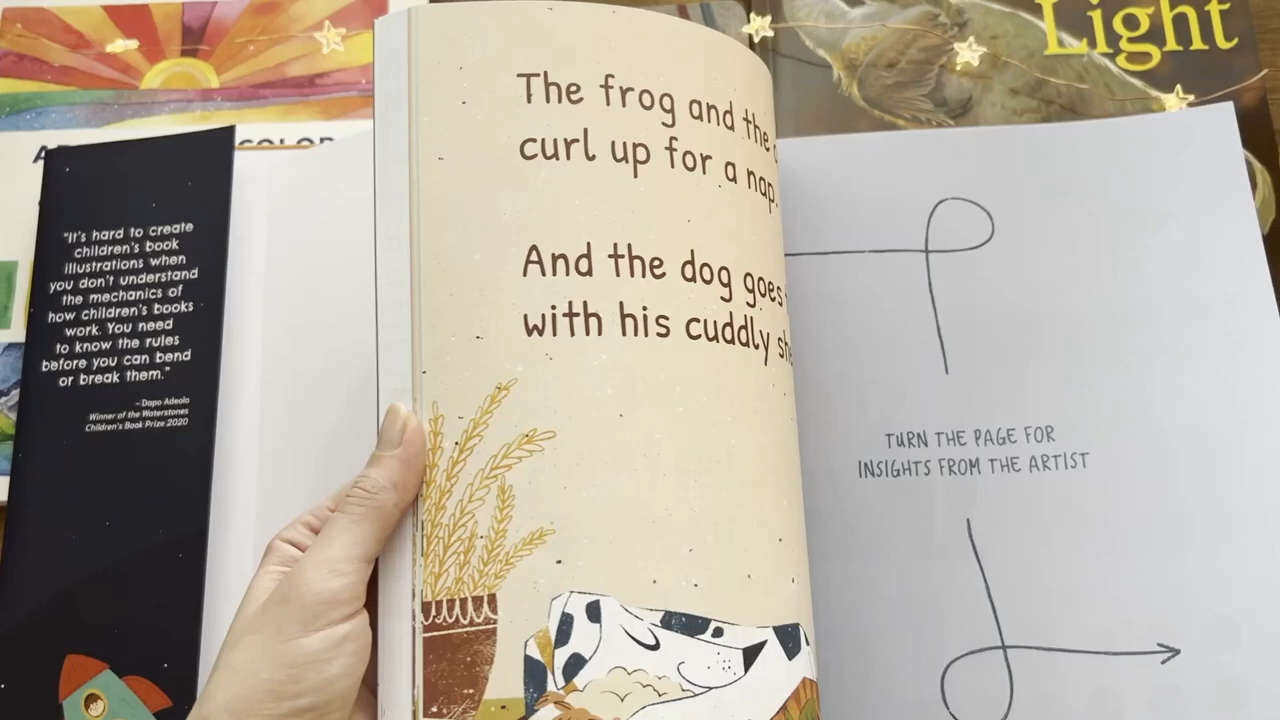 Light
"It's hard to create
children's book
illustrations when
you don't understand
the mechanics of
how children's books
work. You need
to know the rules
before you can bend
or break them."
– Dapo Adeola
Winner of the Waterstones
Children's Book Prize 2020
The frog and the
curl up for a nap.
And the dog goes
with his cuddly
TURN THE PAGE FOR
INSIGHTS FROM THE ARTIST